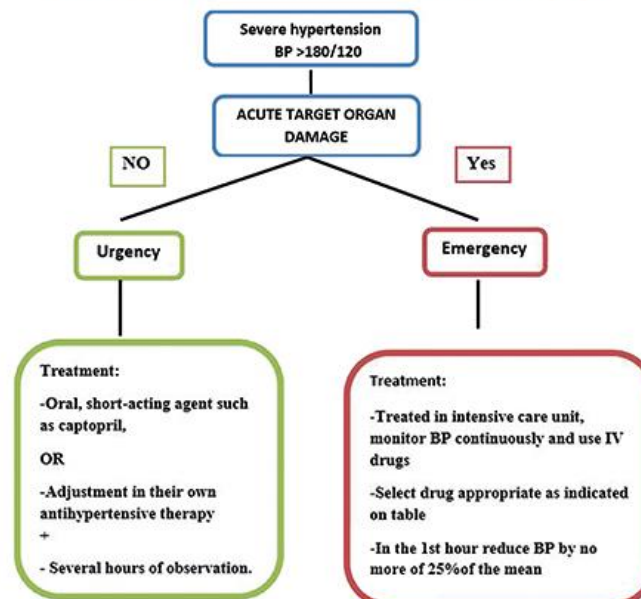 Severe hypertension
BP >180/120
ACUTE TARGET ORGAN
DAMAGE
NO
Yes
Urgency
Emergency
Treatment:
-Oral, short-acting agent such
as captopril,
OR
-Adjustment in their own
antihypertensive therapy
+
- Several hours of observation.
Treatment:
-Treated in intensive care unit,
monitor BP continuously and use IV
drugs
-Select drug appropriate as indicated
on table
-In the 1st hour reduce BP by no
more of 25%of the mean